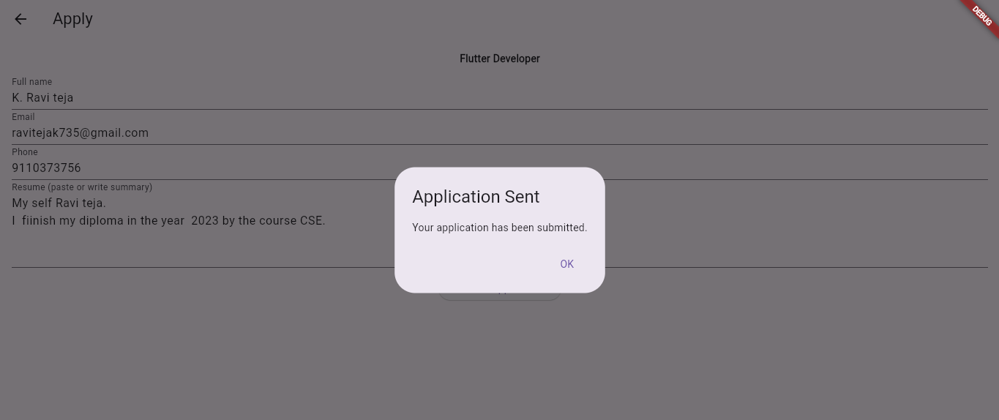 Apply
DEBUG
Flutter Developer
Full name
K. Ravi teja
Email
ravitejak735@gmail.com
Phone
9110373756
Resume (paste or write summary)
My self Ravi teja.
I  fiinish my diploma in the year  2023 by the course CSE.
Application Sent
Your application has been submitted.
OK